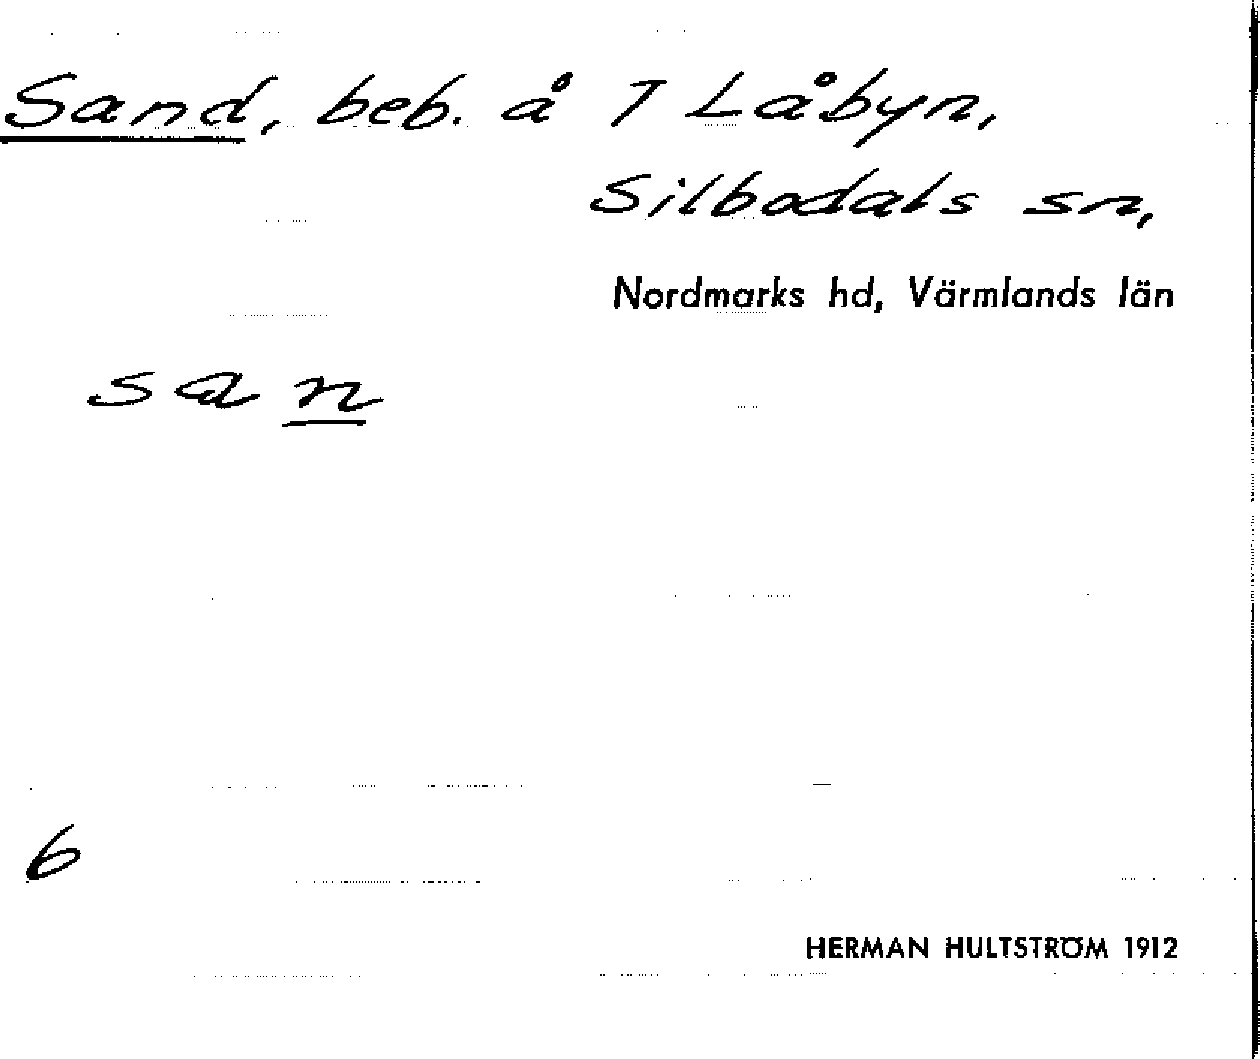 Sand, beb. å 7 Låbyn,
Silbodals sn,
Nordmarks hd, Värmlands län
san
6
HERMAN HULTSTRÖM 1912